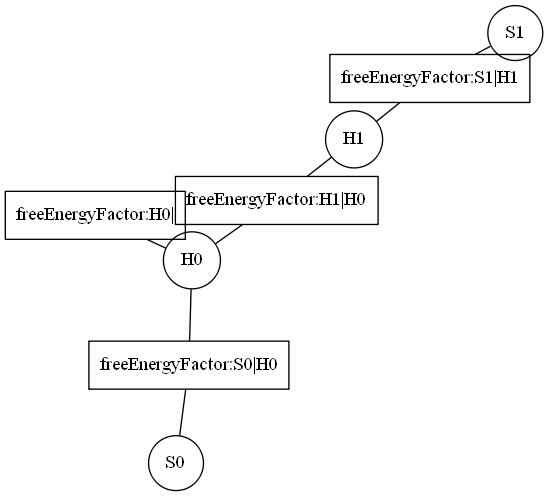 S1
freeEnergyFactor:S1|H1
H1
freeEnergyFactor:H1|H0
freeEnergyFactor:H0|
H0
freeEnergyFactor:S0|H0
S0